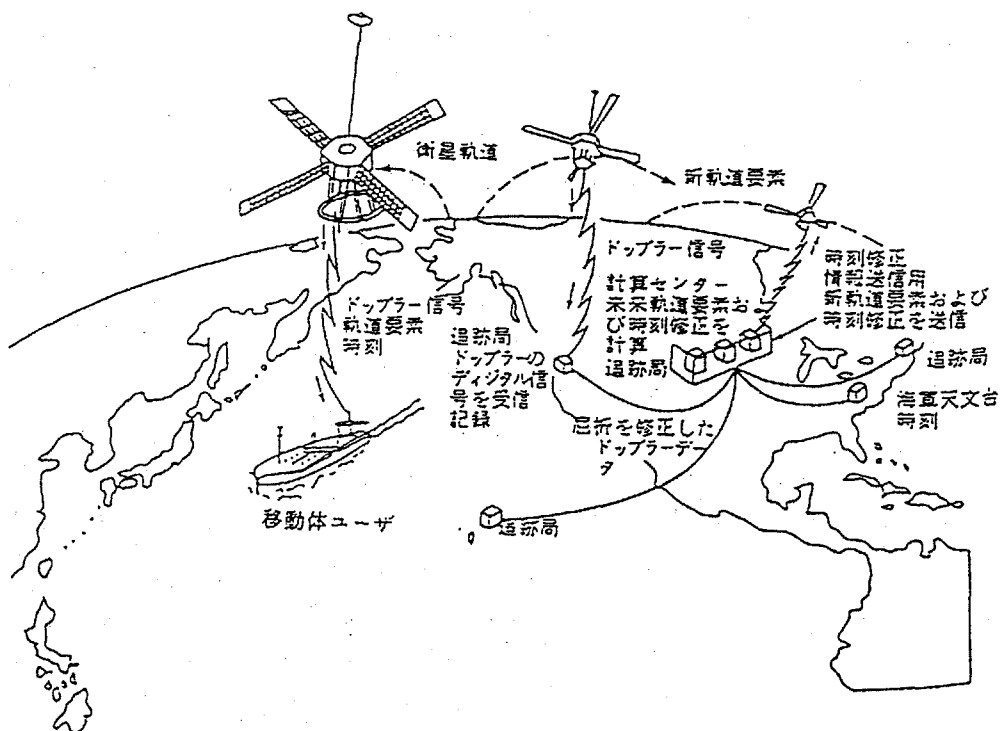 衛星軌道
新軌道要素
ドップラー信号
軌道要素
時刻
追跡局
ドップラーの
ディジタル信
号を受信
記録
ドップラー信号
計算センター
未来軌道要素お
よび時刻修正を
計算
追跡局
時刻修正
情報送信用
新軌道要素および
時刻修正を送信
追跡局
海軍天文台
時刻
屈折を修正した
ドップラーデー
タ
移動体ユーザ
追跡局